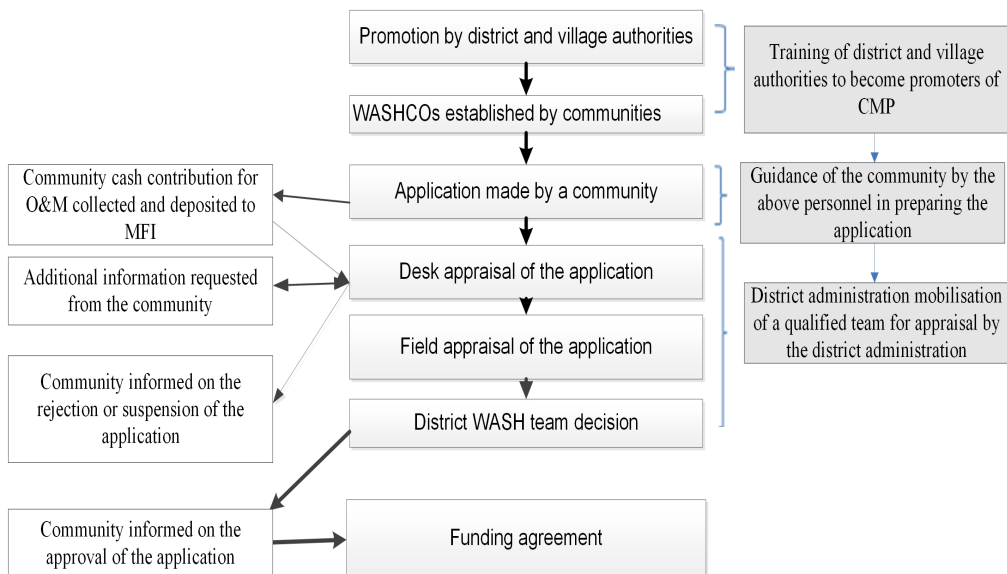 Promotion by district and village authorities
WASHCOs established by communities
Application made by a community
Desk appraisal of the application
Field appraisal of the application
District WASH team decision
Funding agreement
Community cash contribution for
O&M collected and deposited to
MFI
Additional information requested
from the community
Community informed on the
rejection or suspension of the
application
Community informed on the
approval of the application
Training of district and village
authorities to become promoters of
CMP
Guidance of the community by the
above personnel in preparing the
application
District administration mobilisation
of a qualified team for appraisal by
the district administration